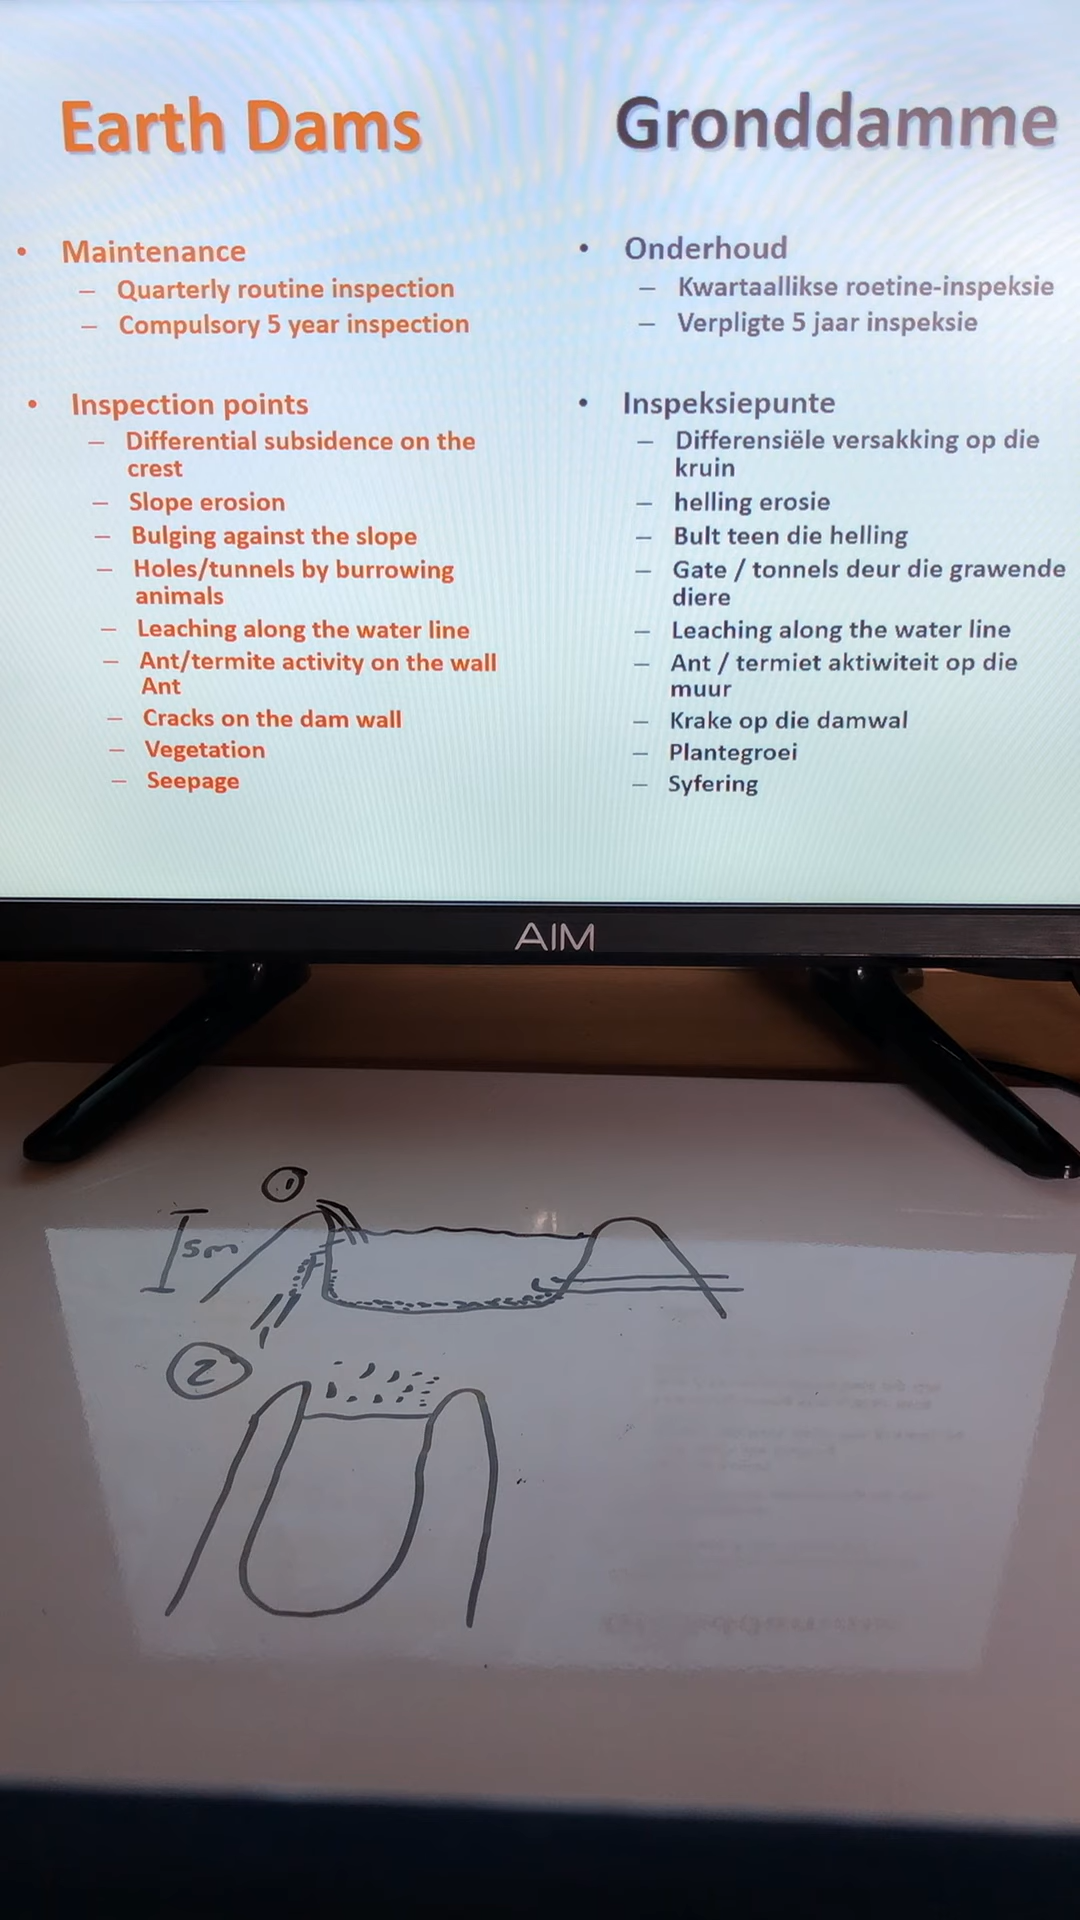 Earth Dams
• Maintenance
– Quarterly routine inspection
– Compulsory 5 year inspection
• Inspection points
– Differential subsidence on the
crest
– Slope erosion
– Bulging against the slope
– Holes/tunnels by burrowing
animals
– Leaching along the water line
– Ant/termite activity on the wall
Ant
– Cracks on the dam wall
– Vegetation
– Seepage
Gronddamme
• Onderhoud
– Kwartaallikse roetine-inspeksie
– Verpligte 5 jaar inspeksie
• Inspeksiepunte
– Differensiële versakking op die
kruin
– helling erosie
– Bult teen die helling
– Gate / tonnels deur die grawende
diere
– Leaching along the water line
– Ant / termiet aktiwiteit op die
muur
– Krake op die damwal
– Plantegroei
– Syfering
AIM
1
5m
2